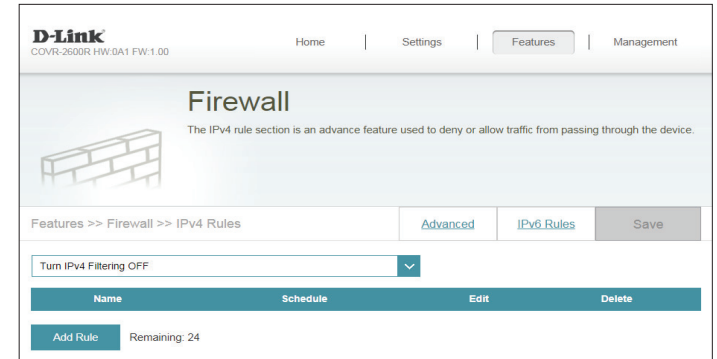 D-Link
COVR-2600R HW:0A1 FW:1.00
Home | Settings | Features | Management
Firewall
The IPv4 rule section is an advance feature used to deny or allow traffic from passing through the device.
Features >> Firewall >> IPv4 Rules
Advanced
IPv6 Rules
Save
Turn IPv4 Filtering OFF
Name Schedule Edit Delete
Add Rule Remaining: 24